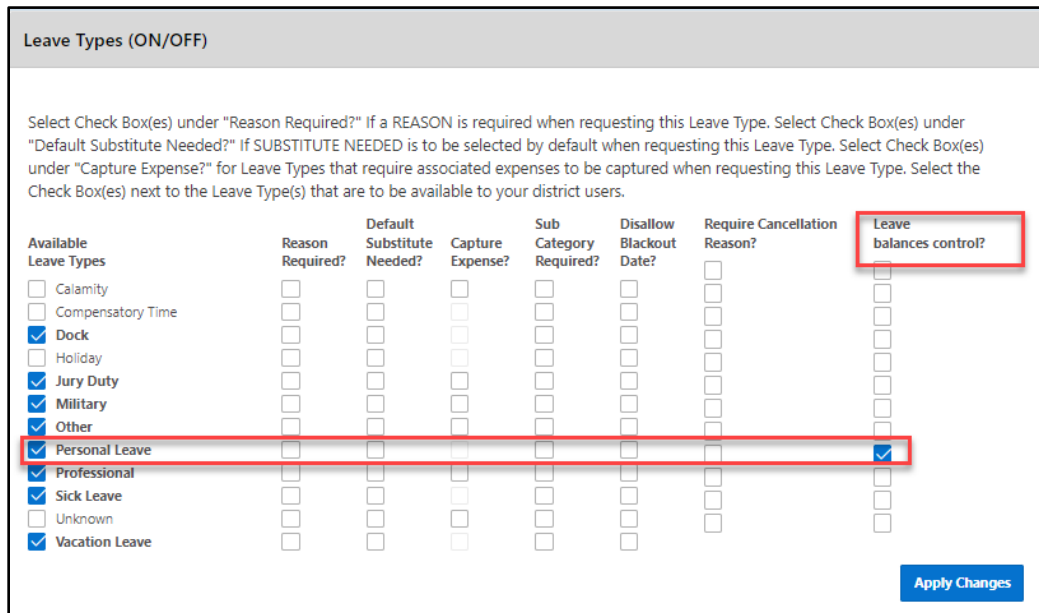 Leave Types (ON/OFF)
Select Check Box(es) under "Reason Required?" If a REASON is required when requesting this Leave Type. Select Check Box(es) under
"Default Substitute Needed?" If SUBSTITUTE NEEDED is to be selected by default when requesting this Leave Type. Select Check Box(es)
under "Capture Expense?" for Leave Types that require associated expenses to be captured when requesting this Leave Type. Select the
Check Box(es) next to the Leave Type(s) that are to be available to your district users.
Available
Leave Types
Reason
Required?
Default
Substitute
Needed?
Capture
Expense?
Sub
Category
Required?
Disallow
Blackout
Date?
Require Cancellation
Reason?
Leave
balances control?
Calamity
Compensatory Time
Dock
Holiday
Jury Duty
Military
Other
Personal Leave
Professional
Sick Leave
Unknown
Vacation Leave
Apply Changes